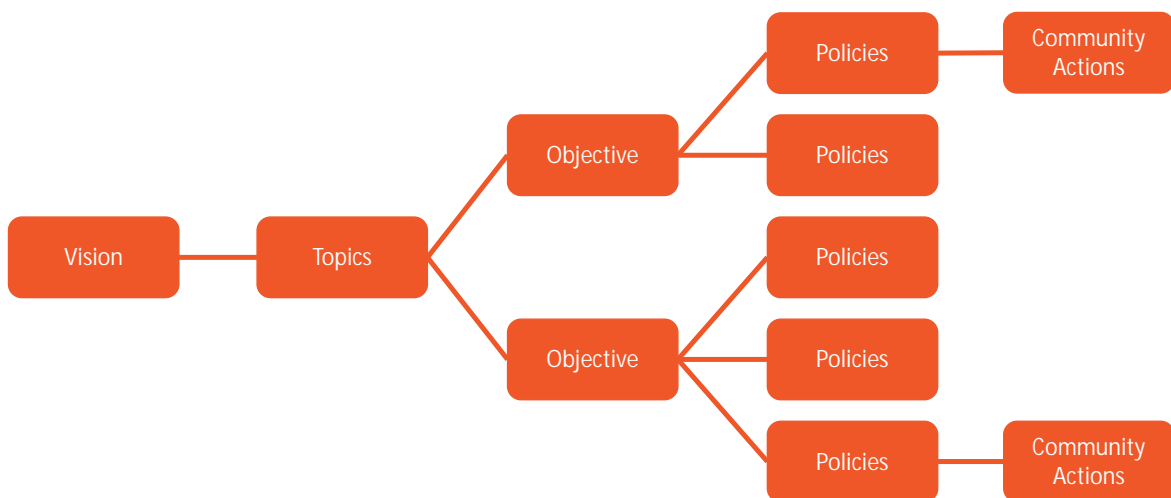 Vision
Topics
Objective
Objective
Policies
Policies
Policies
Policies
Policies
Community
Actions
Community
Actions